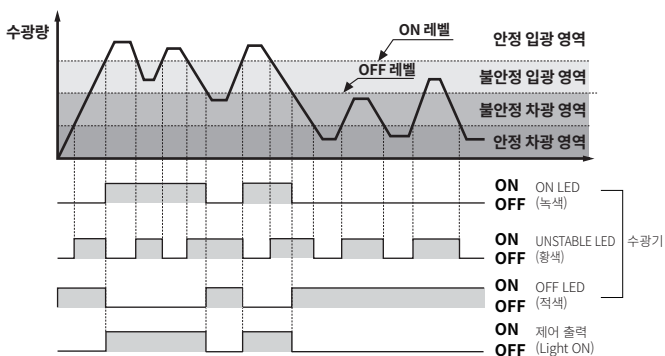 수광량
ON 레벨
OFF 레벨
안정 입광 영역
불안정 입광 영역
불안정 차광 영역
안정 차광 영역
ON
OFF
ON LED
(녹색)
ON
OFF
UNSTABLE LED
(황색)
수광기
ON
OFF
OFF LED
(적색)
ON
OFF
제어 출력
(Light ON)